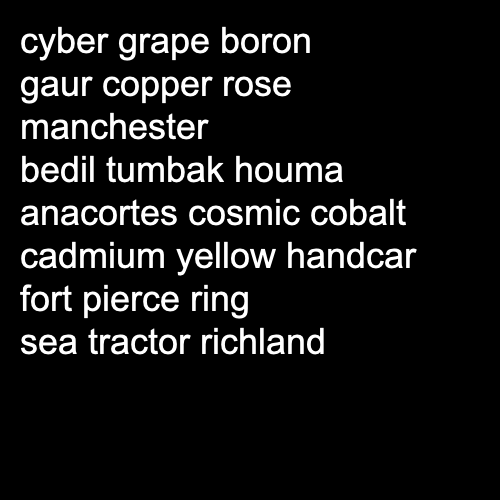 cyber grape boron
gaur copper rose
manchester
bedil tumbak houma
anacortes cosmic cobalt
cadmium yellow handcar
fort pierce ring
sea tractor richland